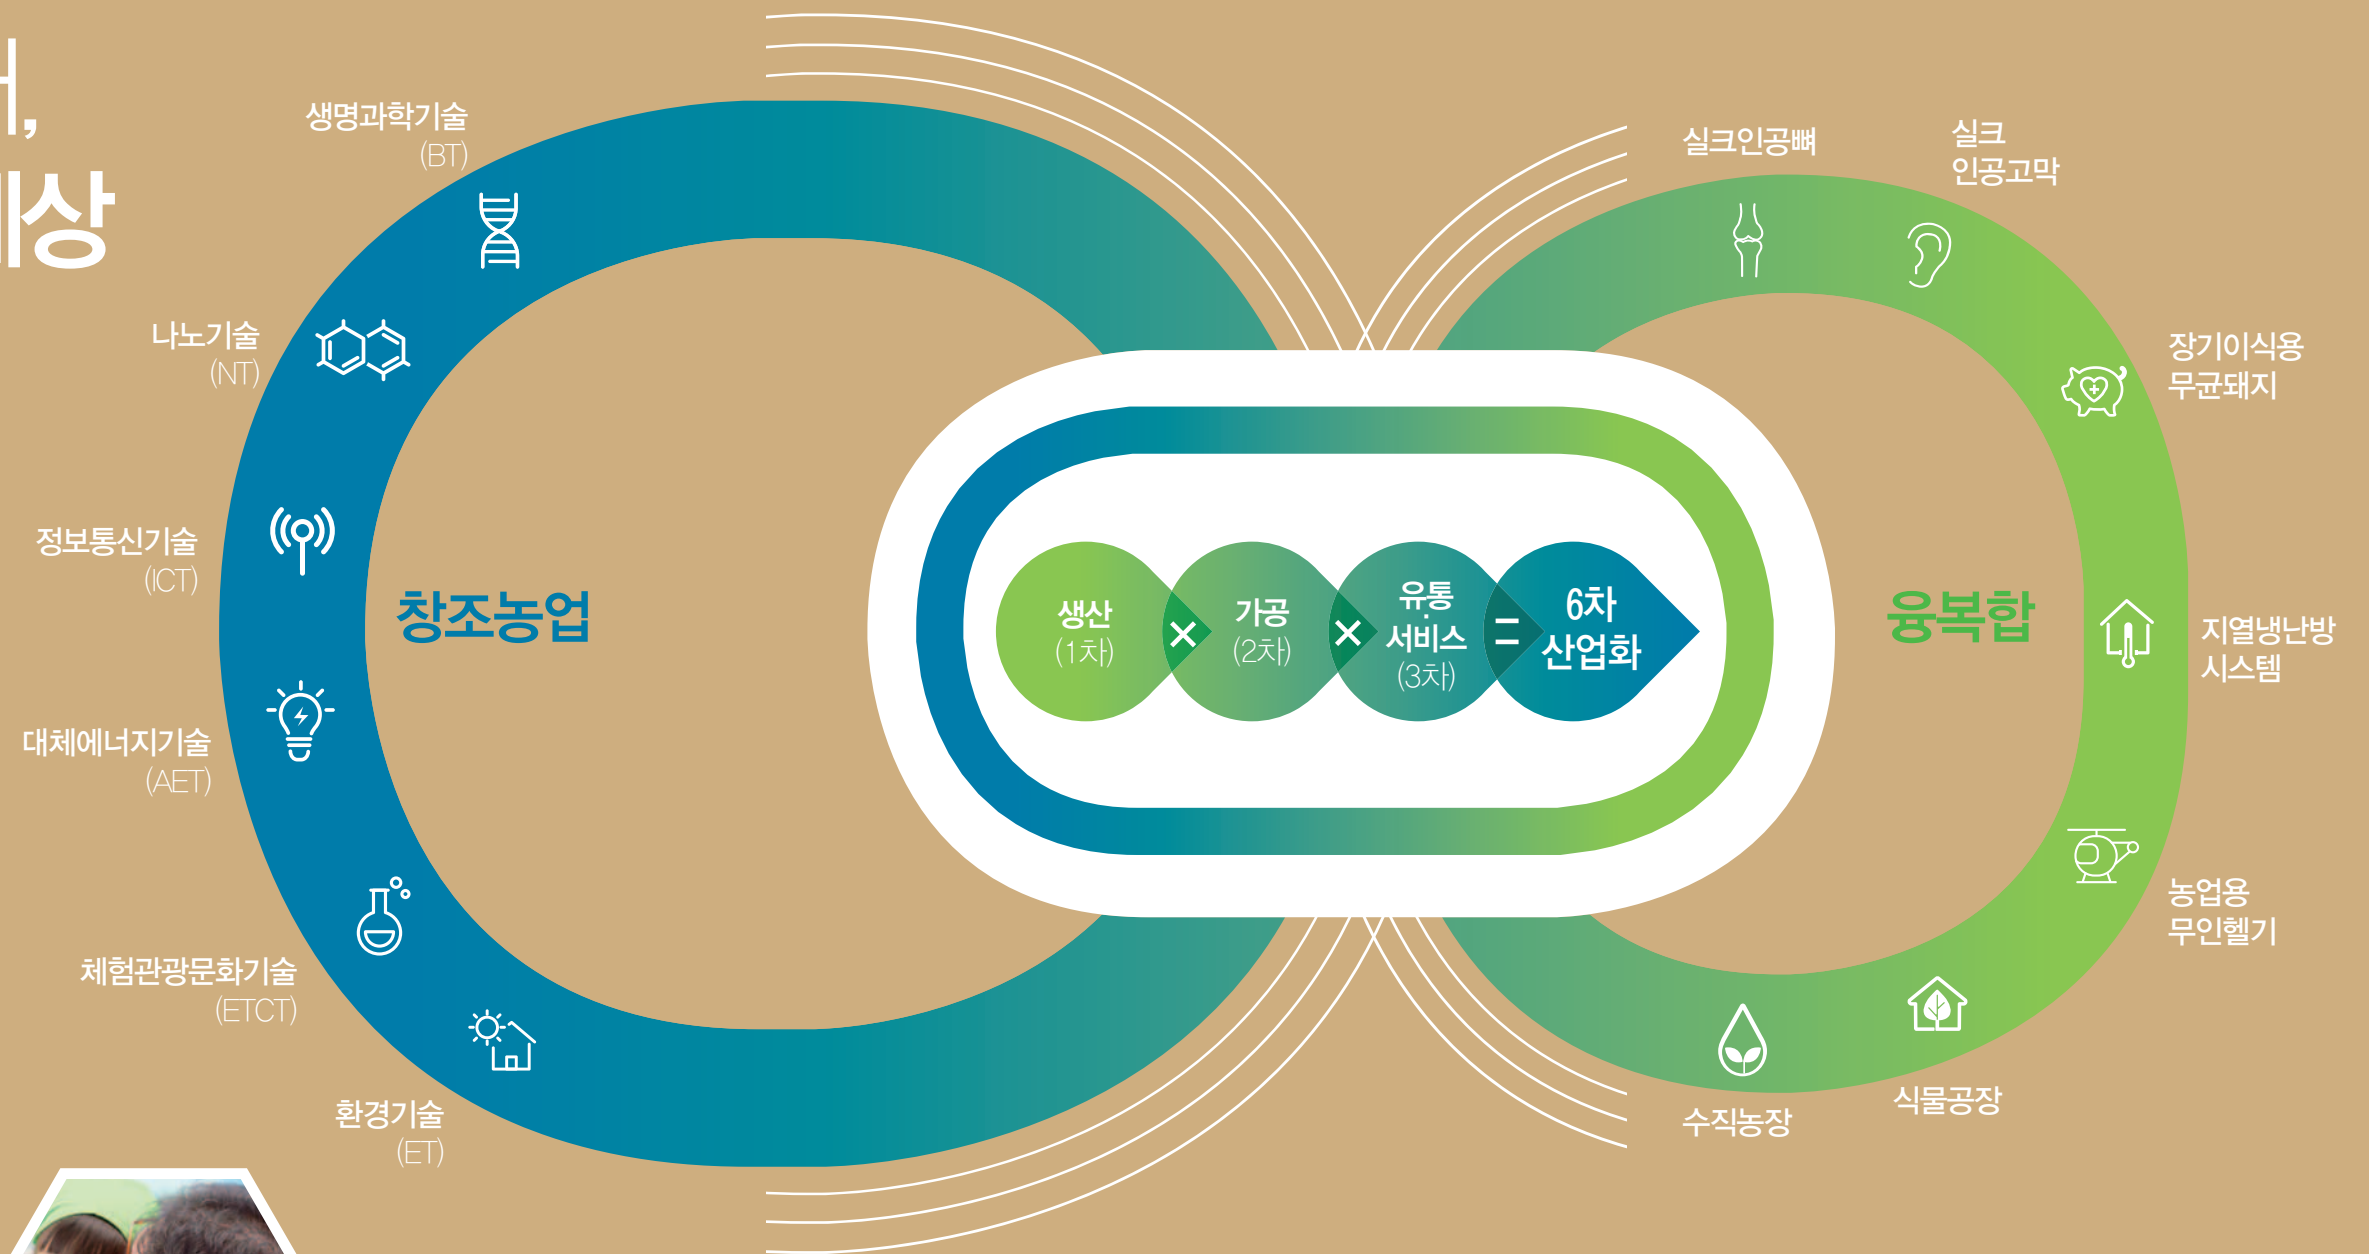 생명과학기술
(BT)
나노기술
(NT)
정보통신기술
(ICT)
대체에너지기술
(AET)
체험관광문화기술
(ETCT)
환경기술
(ET)
창조농업
생산
(1차)
×
가공
(2차)
×
유통
·
서비스
(3차)
=
6차
산업화
융복합
실크인공뼈
실크
인공고막
장기이식용
무균돼지
지열냉난방
시스템
농업용
무인헬기
식물공장
수직농장